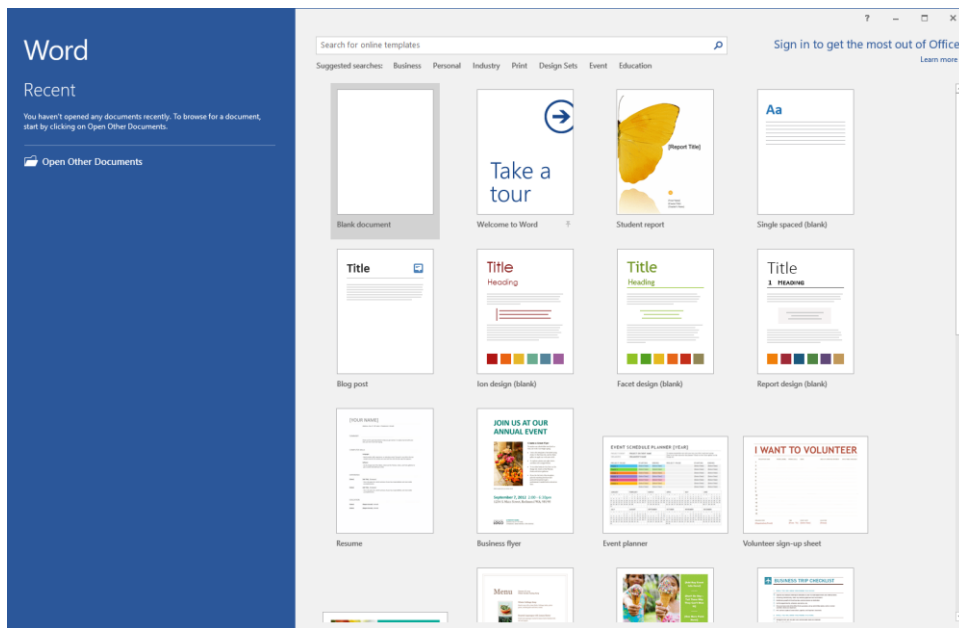 ?
Word
Search for online templates
Sign in to get the most out of Office
Learn more
Suggested searches: Business Personal Industry Print Design Sets Event Education
Recent
You haven't opened any documents recently. To browse for a document,
start by clicking on Open Other Documents.
Open Other Documents
Take a
tour
[Report Title]
Aa
Blank document
Welcome to Word
Student report
Single spaced (blank)
Title
Title
Heading
Title
Heading
Title
1 HEADING
Blog post
Ion design (blank)
Facet design (blank)
Report design (blank)
[YOUR NAME]
JOIN US AT OUR
ANNUAL EVENT
EVENT SCHEDULE PLANNER [YEAR]
I WANT TO VOLUNTEER
Resume
Business flyer
Event planner
Volunteer sign-up sheet
Menu
BUSINESS TRIP CHECKLIST